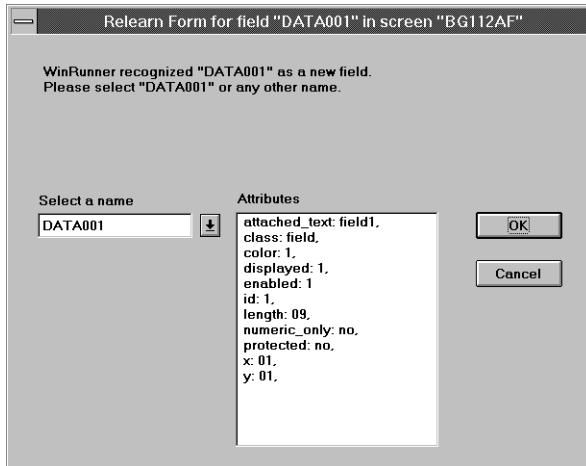 Relearn Form for field "DATA001" in screen "BG112AF"
WinRunner recognized "DATA001" as a new field.
Please select "DATA001" or any other name.
Select a name
DATA001
Attributes
attached_text: field1,
class: field,
color: 1,
displayed: 1,
enabled: 1
id: 1,
length: 09,
numeric_only: no,
protected: no,
x: 01,
y: 01,
OK
Cancel